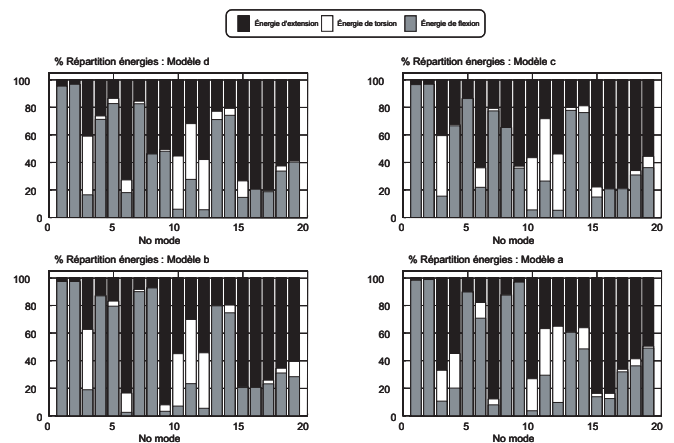 Énergie d'extension Énergie de torsion Énergie de flexion
% Répartition énergies : Modèle d
100
80
60
40
20
0
0 5 10 15 20
No mode
% Répartition énergies : Modèle c
100
80
60
40
20
0
0 5 10 15 20
No mode
% Répartition énergies : Modèle b
100
80
60
40
20
0
0 5 10 15 20
No mode
% Répartition énergies : Modèle a
100
80
60
40
20
0
0 5 10 15 20
No mode